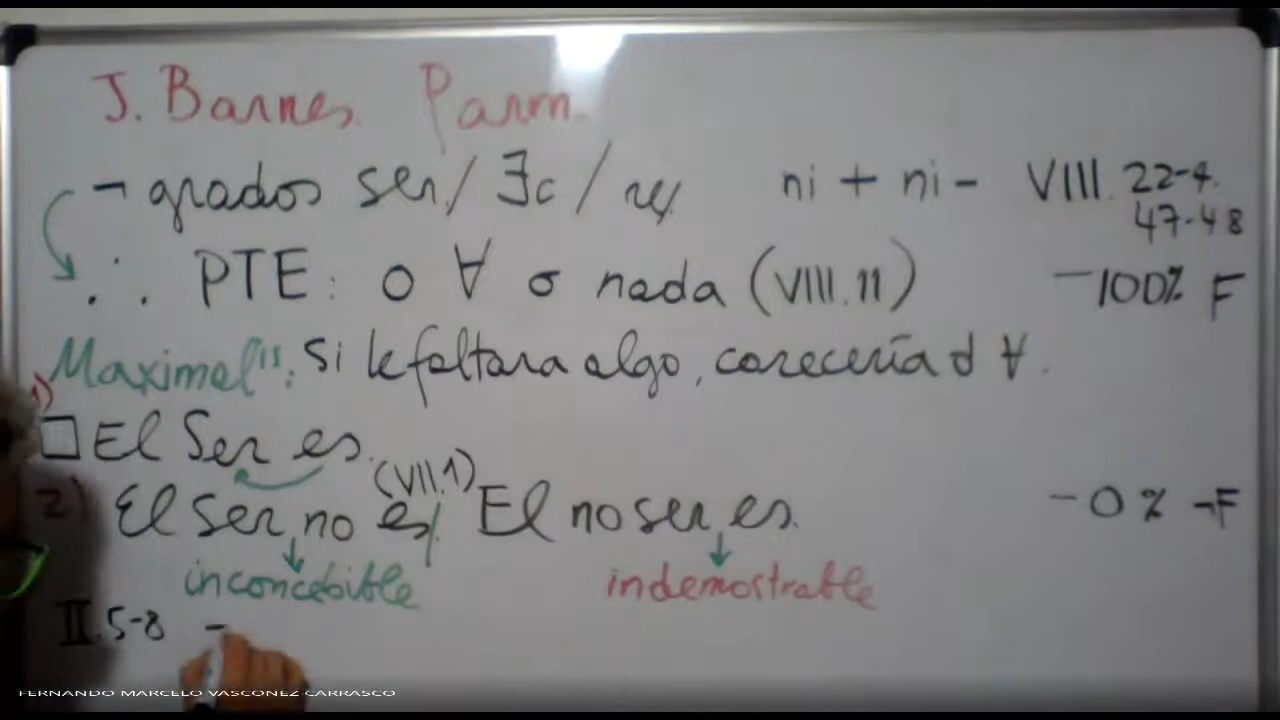 J. Barnes. Parm.
¬ grados ser / ∃c / ni + ni - VIII. 22-4.
47-48
∴ PTE: o ∀ o nada (VIII.11) - 100% F
Maximal": si le faltara algo, carecería d ∀.
1)
□ El Ser es.
(VII.1)
2) El Ser no es / El no ser es. - 0% ¬F
inconcebible indemostrable
II. 5-8 -
FERNANDO MARCELO VASCONEZ CARRASCO